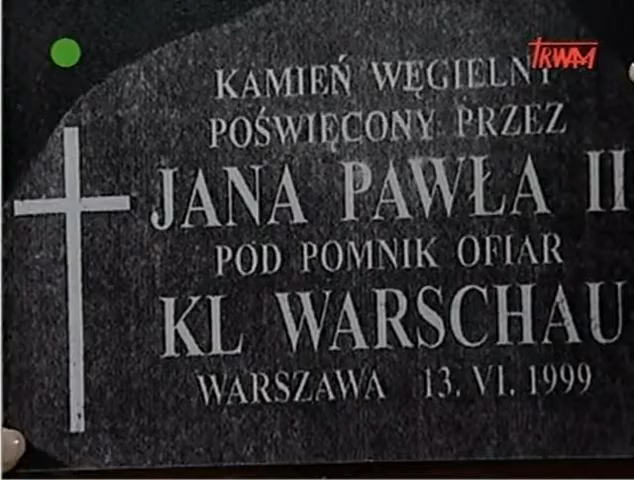 TRWAM
KAMIEŃ WĘGIELNY
POŚWIĘCONY PRZEZ
JANA PAWŁA II
POD POMNIK OFIAR
KL WARSCHAU
WARSZAWA 13. VI. 1999